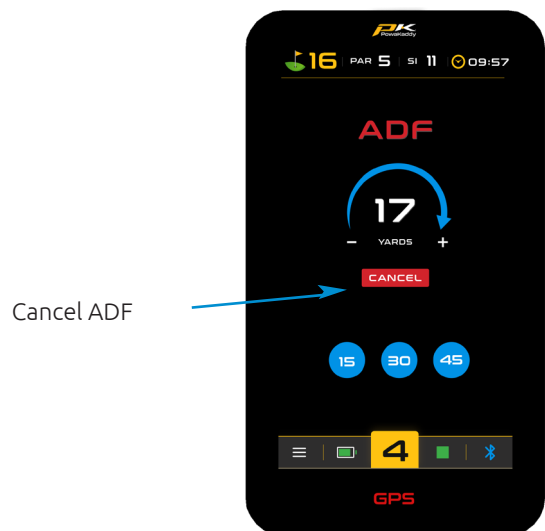 PK
PowaKaddy
16 PAR 5 SI 11 09:57
ADF
17
- YARDS +
CANCEL
Cancel ADF
15 30 45
4
GPS